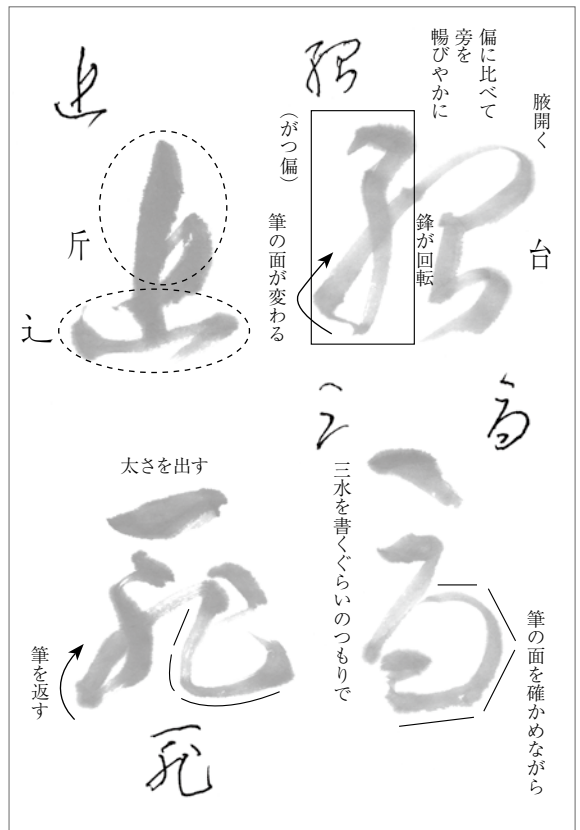 腋開く
偏に比べて
旁を
暢びやかに
殆
台
鋒が回転
（がつ偏）
筆の面が変わる
近
斤
辶
筆の面を確かめながら
三水を書くぐらいのつもりで
太さを出す
筆を返す